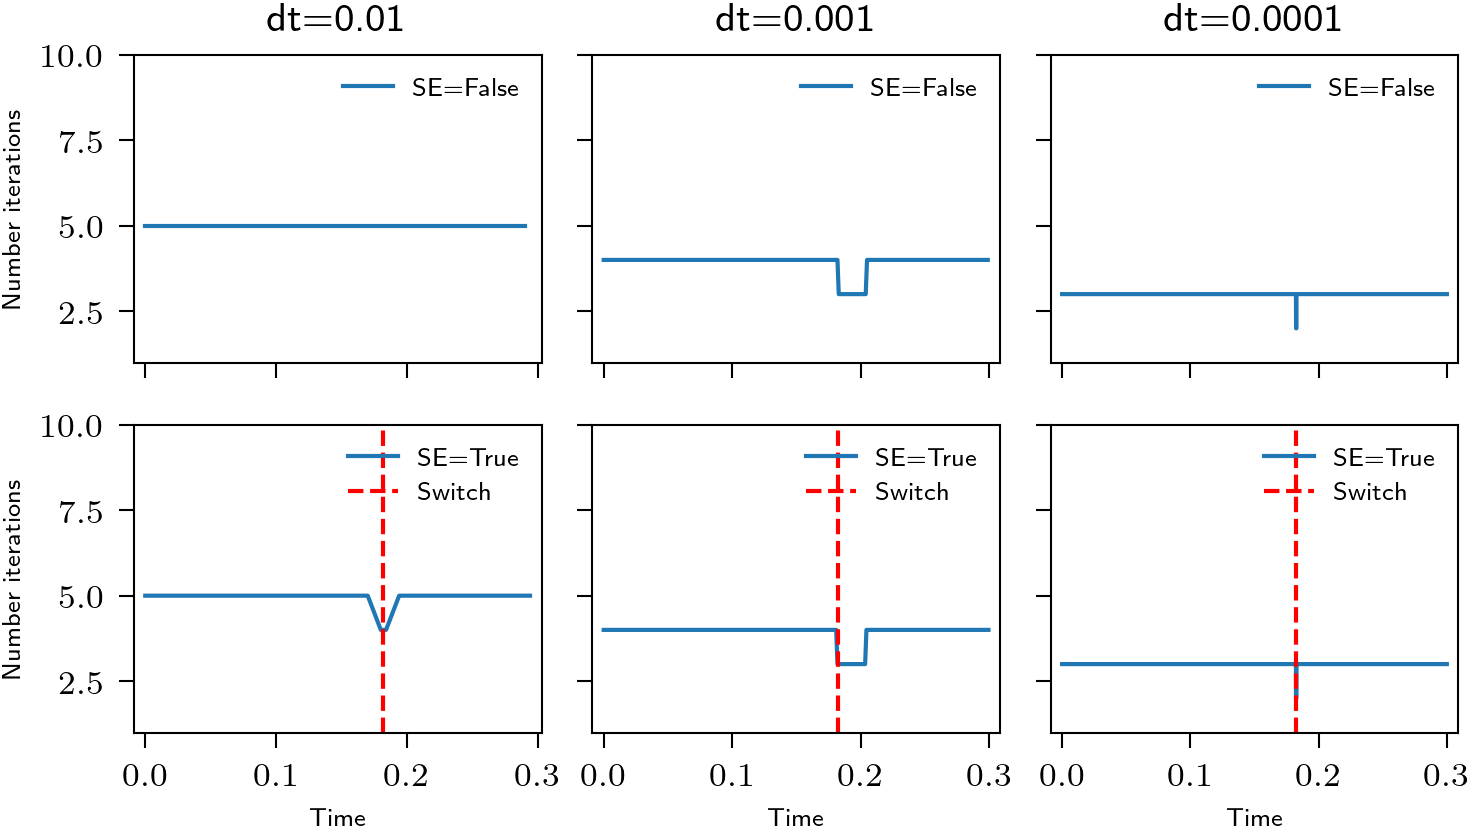 dt=0.01 dt=0.001 dt=0.0001
10.0
7.5
5.0
2.5
Number iterions
SE=False
SE=False
SE=False
10.0
7.5
5.0
2.5
Number iterations
SE=True
Switch
SE=True
Switch
SE=True
Switch
0.0 0.1 0.2 0.3
0.0 0.1 0.2 0.3
0.0 0.1 0.2 0.3
Time Time Time